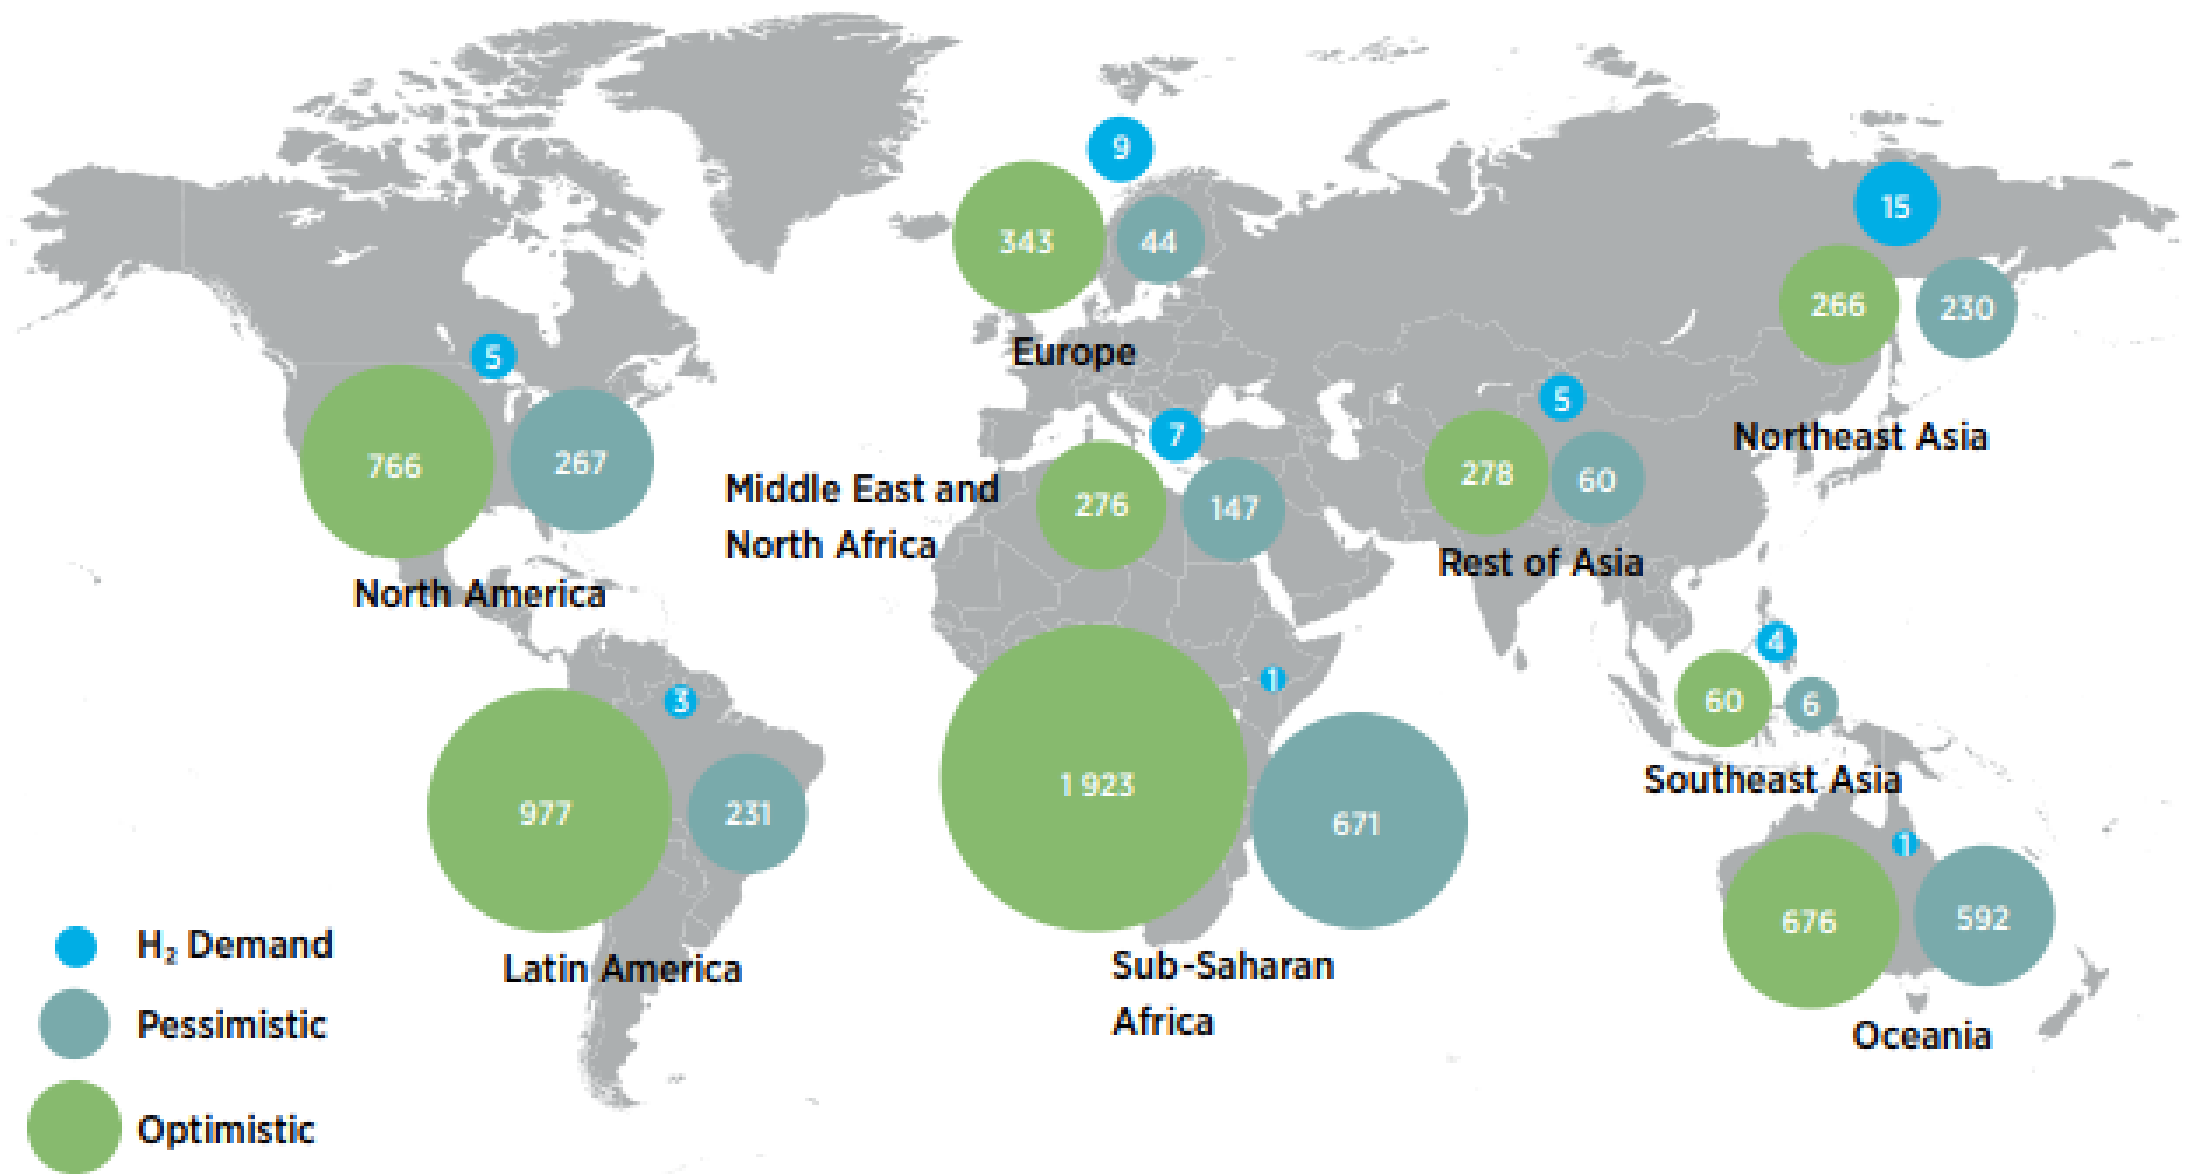 9
343
44
Europe
15
266
230
Northeast Asia
5
766
267
North America
7
Middle East and
North Africa
276
147
5
278
60
Rest of Asia
4
60
6
Southeast Asia
3
977
231
Latin America
1
1 923
671
Sub-Saharan
Africa
1
676
592
Oceania
H₂ Demand
Pessimistic
Optimistic